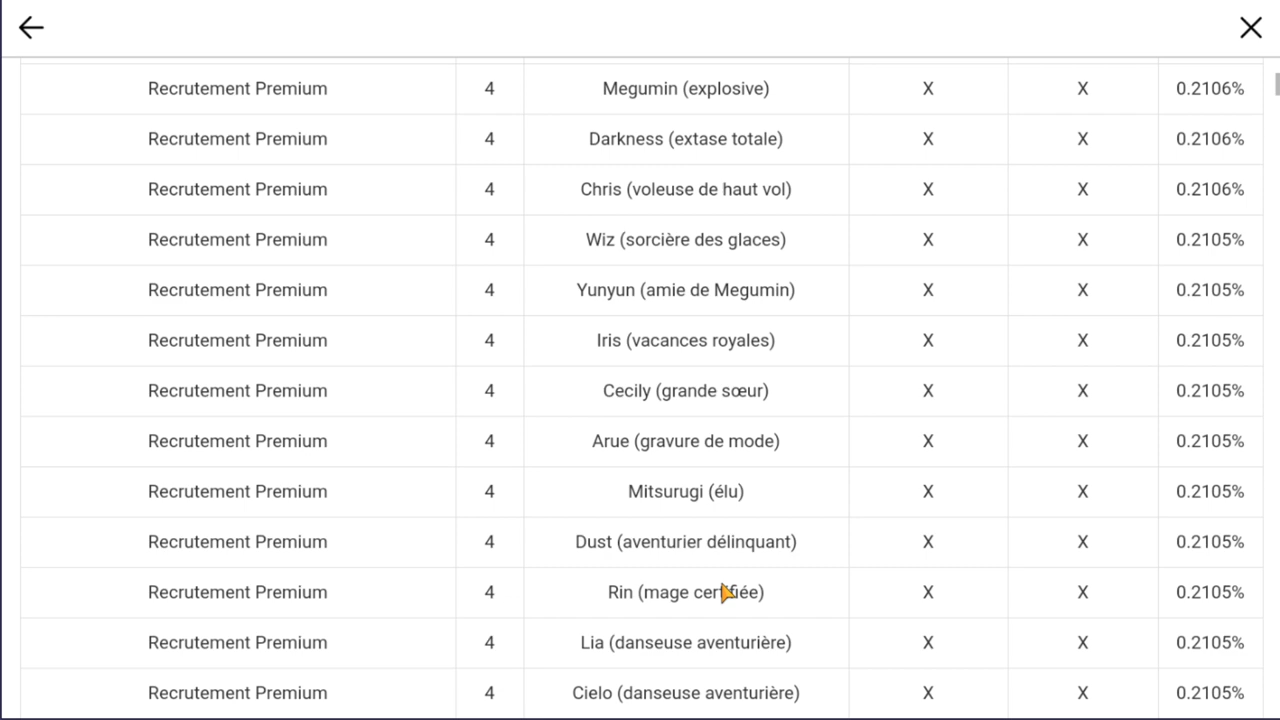 Recrutement Premium 4 Megumin (explosive) X X 0.2106%
Recrutement Premium 4 Darkness (extase totale) X X 0.2106%
Recrutement Premium 4 Chris (voleuse de haut vol) X X 0.2106%
Recrutement Premium 4 Wiz (sorcière des glaces) X X 0.2105%
Recrutement Premium 4 Yunyun (amie de Megumin) X X 0.2105%
Recrutement Premium 4 Iris (vacances royales) X X 0.2105%
Recrutement Premium 4 Cecily (grande sœur) X X 0.2105%
Recrutement Premium 4 Arue (gravure de mode) X X 0.2105%
Recrutement Premium 4 Mitsurugi (élu) X X 0.2105%
Recrutement Premium 4 Dust (aventurier délinquant) X X 0.2105%
Recrutement Premium 4 Rin (mage certifiée) X X 0.2105%
Recrutement Premium 4 Lia (danseuse aventurière) X X 0.2105%
Recrutement Premium 4 Cielo (danseuse aventurière) X X 0.2105%